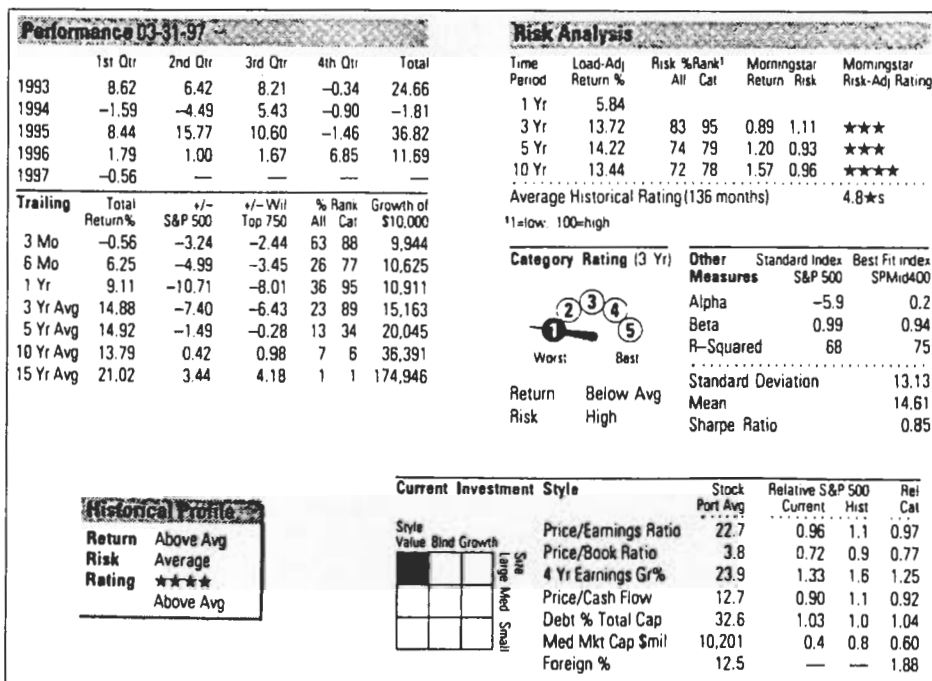 Performance 03-31-97
1st Qtr 2nd Qtr 3rd Qtr 4th Qtr Total
1993 8.62 6.42 8.21 –0.34 24.66
1994 –1.59 –4.49 5.43 –0.90 –1.81
1995 8.44 15.77 10.60 –1.46 36.82
1996 1.79 1.00 1.67 6.85 11.69
1997 –0.56 — — — —
Trailing Total Return% +/– S&P 500 +/– Wil Top 750 % Rank All Cat Growth of $10,000
3 Mo –0.56 –3.24 –2.44 63 88 9,944
6 Mo 6.25 –4.99 –3.45 26 77 10,625
1 Yr 9.11 –10.71 –8.01 36 95 10,911
3 Yr Avg 14.88 –7.40 –6.43 23 89 15,163
5 Yr Avg 14.92 –1.49 –0.28 13 34 20,045
10 Yr Avg 13.79 0.42 0.98 7 6 36,391
15 Yr Avg 21.02 3.44 4.18 1 1 174,946
Risk Analysis
Time Load-Adj Risk %Rank¹ Morningstar Morningstar
Period Return % All Cat Return Risk Risk-Adj Rating
1 Yr 5.84
3 Yr 13.72 83 95 0.89 1.11 ★★★
5 Yr 14.22 74 79 1.20 0.93 ★★★
10 Yr 13.44 72 78 1.57 0.96 ★★★★
Average Historical Rating (136 months) 4.8★s
¹1=low. 100=high
Category Rating (3 Yr)
1 2 3 4 5
Worst Best
Return Below Avg
Risk High
Other Standard Index Best Fit Index
Measures S&P 500 SPMid400
Alpha –5.9 0.2
Beta 0.99 0.94
R–Squared 68 75
Standard Deviation 13.13
Mean 14.61
Sharpe Ratio 0.85
Historical Profile
Return Above Avg
Risk Average
Rating ★★★★
Above Avg
Current Investment Style Stock Relative S&P 500 Rel
Port Avg Current Hist Cat
Style
Value Blnd Growth
Size
Large Med Small
Price/Earnings Ratio 22.7 0.96 1.1 0.97
Price/Book Ratio 3.8 0.72 0.9 0.77
4 Yr Earnings Gr% 23.9 1.33 1.6 1.25
Price/Cash Flow 12.7 0.90 1.1 0.92
Debt % Total Cap 32.6 1.03 1.0 1.04
Med Mkt Cap $mil 10,201 0.4 0.8 0.60
Foreign % 12.5 — — 1.88